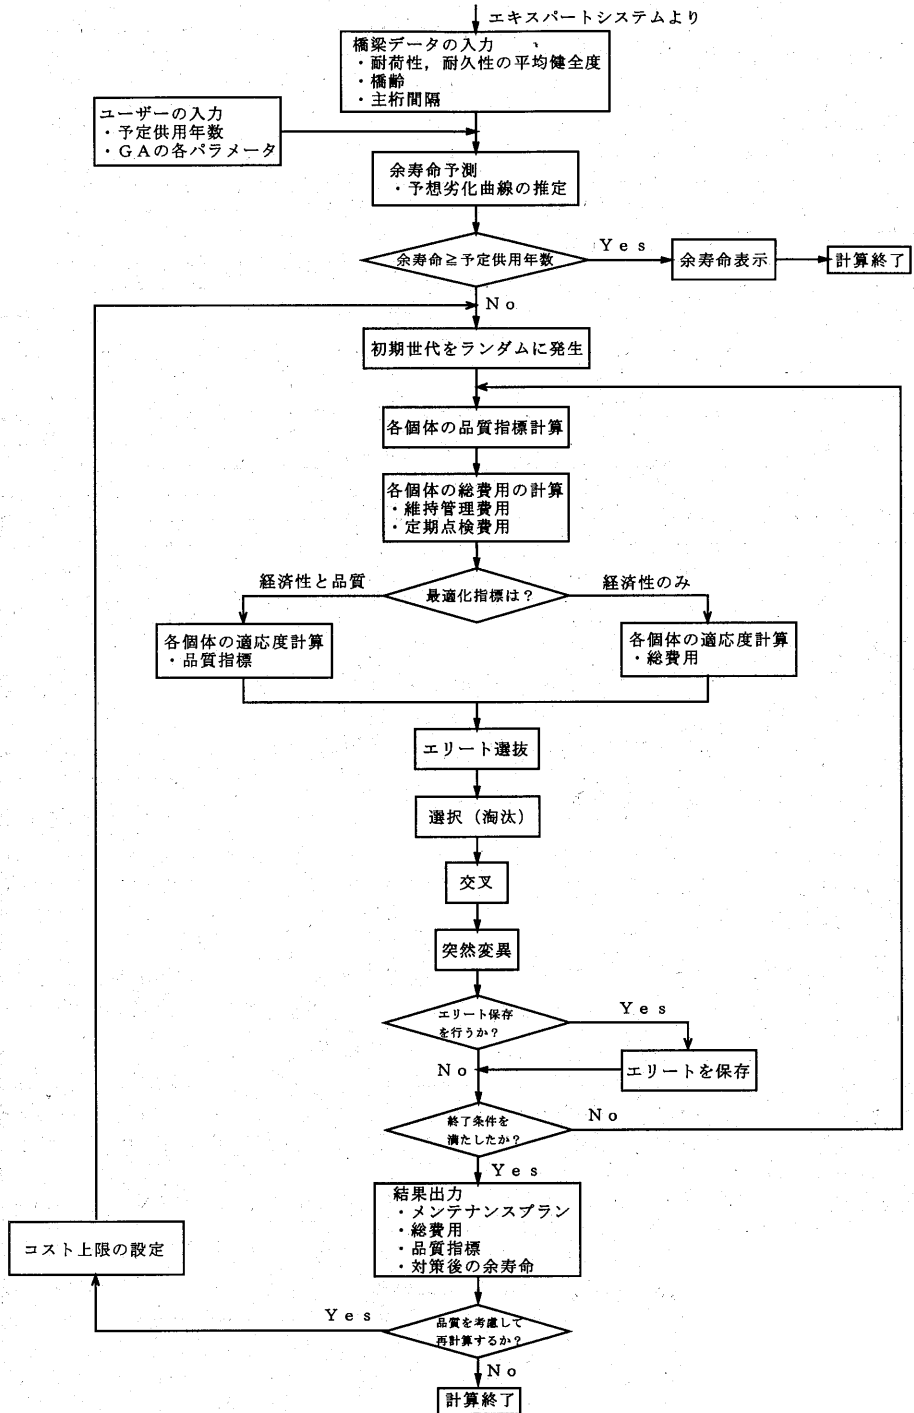 エキスパートシステムより
橋梁データの入力
・耐荷性，耐久性の平均健全度
・橋齢
・主桁間隔
ユーザーの入力
・予定供用年数
・ＧＡの各パラメータ
余寿命予測
・予想劣化曲線の推定
余寿命≧予定供用年数
Ｙｅｓ
余寿命表示
計算終了
Ｎｏ
初期世代をランダムに発生
各個体の品質指標計算
各個体の総費用の計算
・維持管理費用
・定期点検費用
最適化指標は？
経済性と品質
経済性のみ
各個体の適応度計算
・品質指標
各個体の適応度計算
・総費用
エリート選抜
選択（淘汰）
交叉
突然変異
エリート保存
を行うか？
Ｙｅｓ
エリートを保存
Ｎｏ
終了条件を
満たしたか？
Ｎｏ
Ｙｅｓ
結果出力
・メンテナンスプラン
・総費用
・品質指標
・対策後の余寿命
コスト上限の設定
品質を考慮して
再計算するか？
Ｙｅｓ
Ｎｏ
計算終了